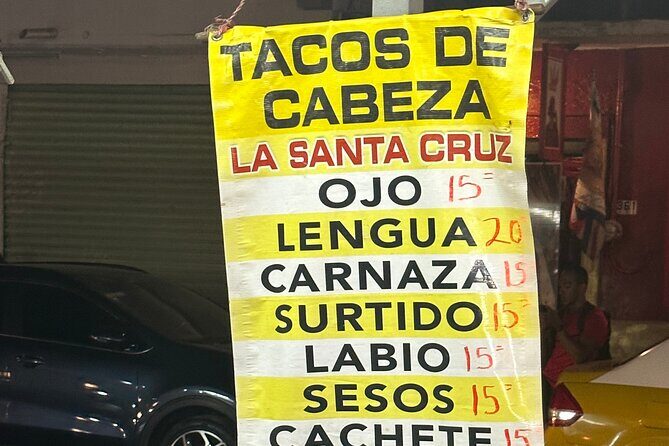 TACOS DE
CABEZA
LA SANTA CRUZ
OJO 15=
LENGUA 20=
CARNAZA 15
SURTIDO 15=
LABIO 15=
SESOS 15=
CACHETE 15
361